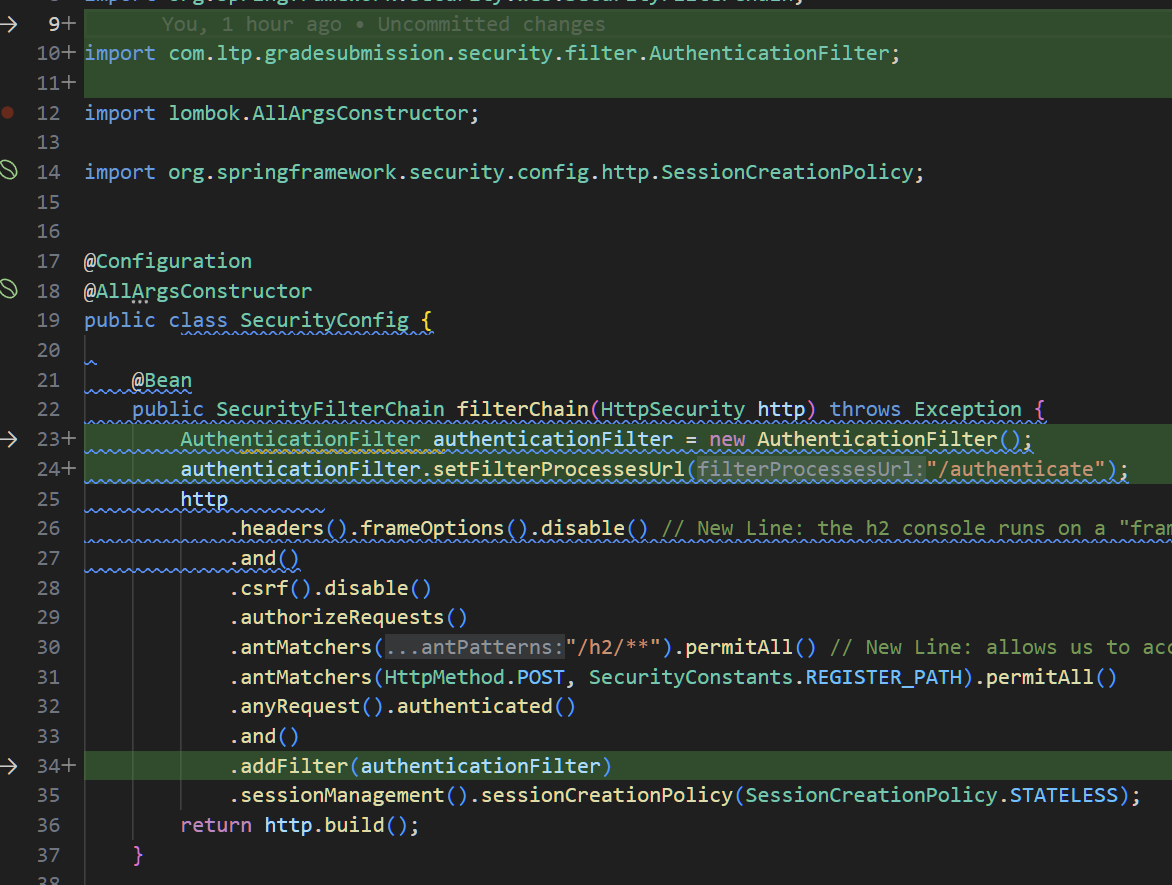 9+ You, 1 hour ago • Uncommitted changes
10+ import com.ltp.gradesubmission.security.filter.AuthenticationFilter;
11+
12 import lombok.AllArgsConstructor;
13
14 import org.springframework.security.config.http.SessionCreationPolicy;
15
16
17 @Configuration
18 @AllArgsConstructor
19 public class SecurityConfig {
20
21 @Bean
22 public SecurityFilterChain filterChain(HttpSecurity http) throws Exception {
23+ AuthenticationFilter authenticationFilter = new AuthenticationFilter();
24+ authenticationFilter.setFilterProcessesUrl(filterProcessesUrl:"/authenticate");
25 http
26 .headers().frameOptions().disable() // New Line: the h2 console runs on a "fram
27 .and()
28 .csrf().disable()
29 .authorizeRequests()
30 .antMatchers(...antPatterns:"/h2/**").permitAll() // New Line: allows us to acc
31 .antMatchers(HttpMethod.POST, SecurityConstants.REGISTER_PATH).permitAll()
32 .anyRequest().authenticated()
33 .and()
34+ .addFilter(authenticationFilter)
35 .sessionManagement().sessionCreationPolicy(SessionCreationPolicy.STATELESS);
36 return http.build();
37 }
38